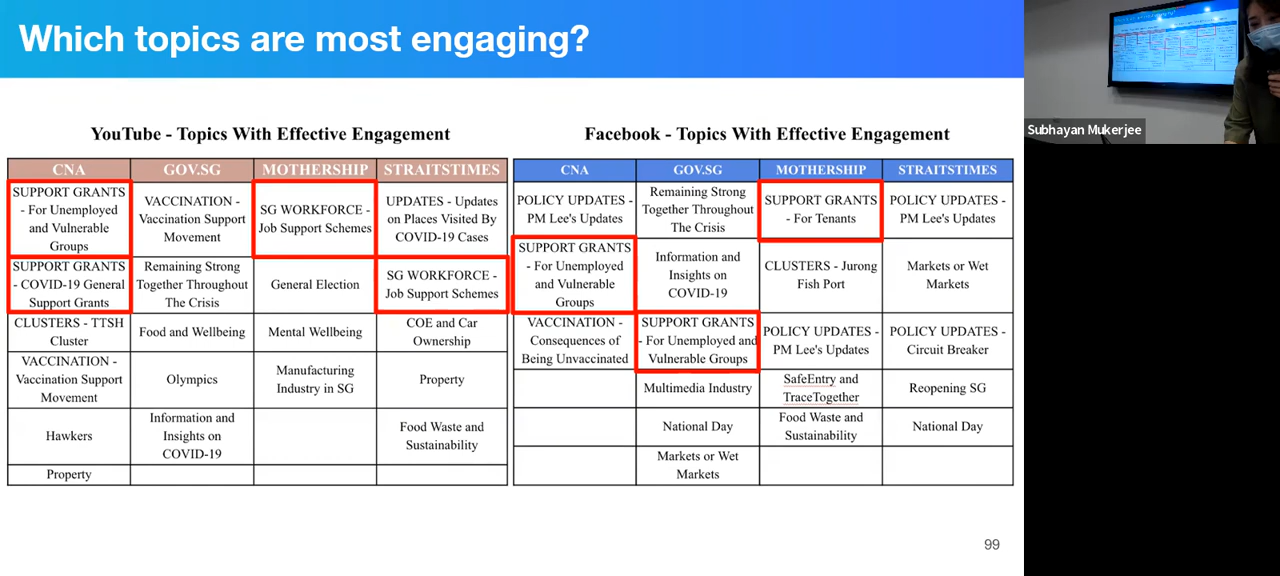 Which topics are most engaging?
Subhayan Mukerjee
YouTube - Topics With Effective Engagement
CNA
GOV.SG
MOTHERSHIP
STRAITSTIMES
SUPPORT GRANTS
- For Unemployed
and Vulnerable
Groups
VACCINATION -
Vaccination Support
Movement
SG WORKFORCE -
Job Support Schemes
UPDATES - Updates
on Places Visited By
COVID-19 Cases
SUPPORT GRANTS
- COVID-19 General
Support Grants
Remaining Strong
Together Throughout
The Crisis
General Election
SG WORKFORCE -
Job Support Schemes
CLUSTERS - TTSH
Cluster
Food and Wellbeing
Mental Wellbeing
COE and Car
Ownership
VACCINATION -
Vaccination Support
Movement
Olympics
Manufacturing
Industry in SG
Property
Hawkers
Information and
Insights on
COVID-19
Food Waste and
Sustainability
Property
Facebook - Topics With Effective Engagement
CNA
GOV.SG
MOTHERSHIP
STRAITSTIMES
POLICY UPDATES -
PM Lee's Updates
Remaining Strong
Together Throughout
The Crisis
SUPPORT GRANTS
- For Tenants
POLICY UPDATES -
PM Lee's Updates
SUPPORT GRANTS
- For Unemployed
and Vulnerable
Groups
Information and
Insights on
COVID-19
CLUSTERS - Jurong
Fish Port
Markets or Wet
Markets
VACCINATION -
Consequences of
Being Unvaccinated
SUPPORT GRANTS
- For Unemployed and
Vulnerable Groups
POLICY UPDATES -
PM Lee's Updates
POLICY UPDATES -
Circuit Breaker
Multimedia Industry
SafeEntry and
TraceTogether
Reopening SG
National Day
Food Waste and
Sustainability
National Day
Markets or Wet
Markets
99